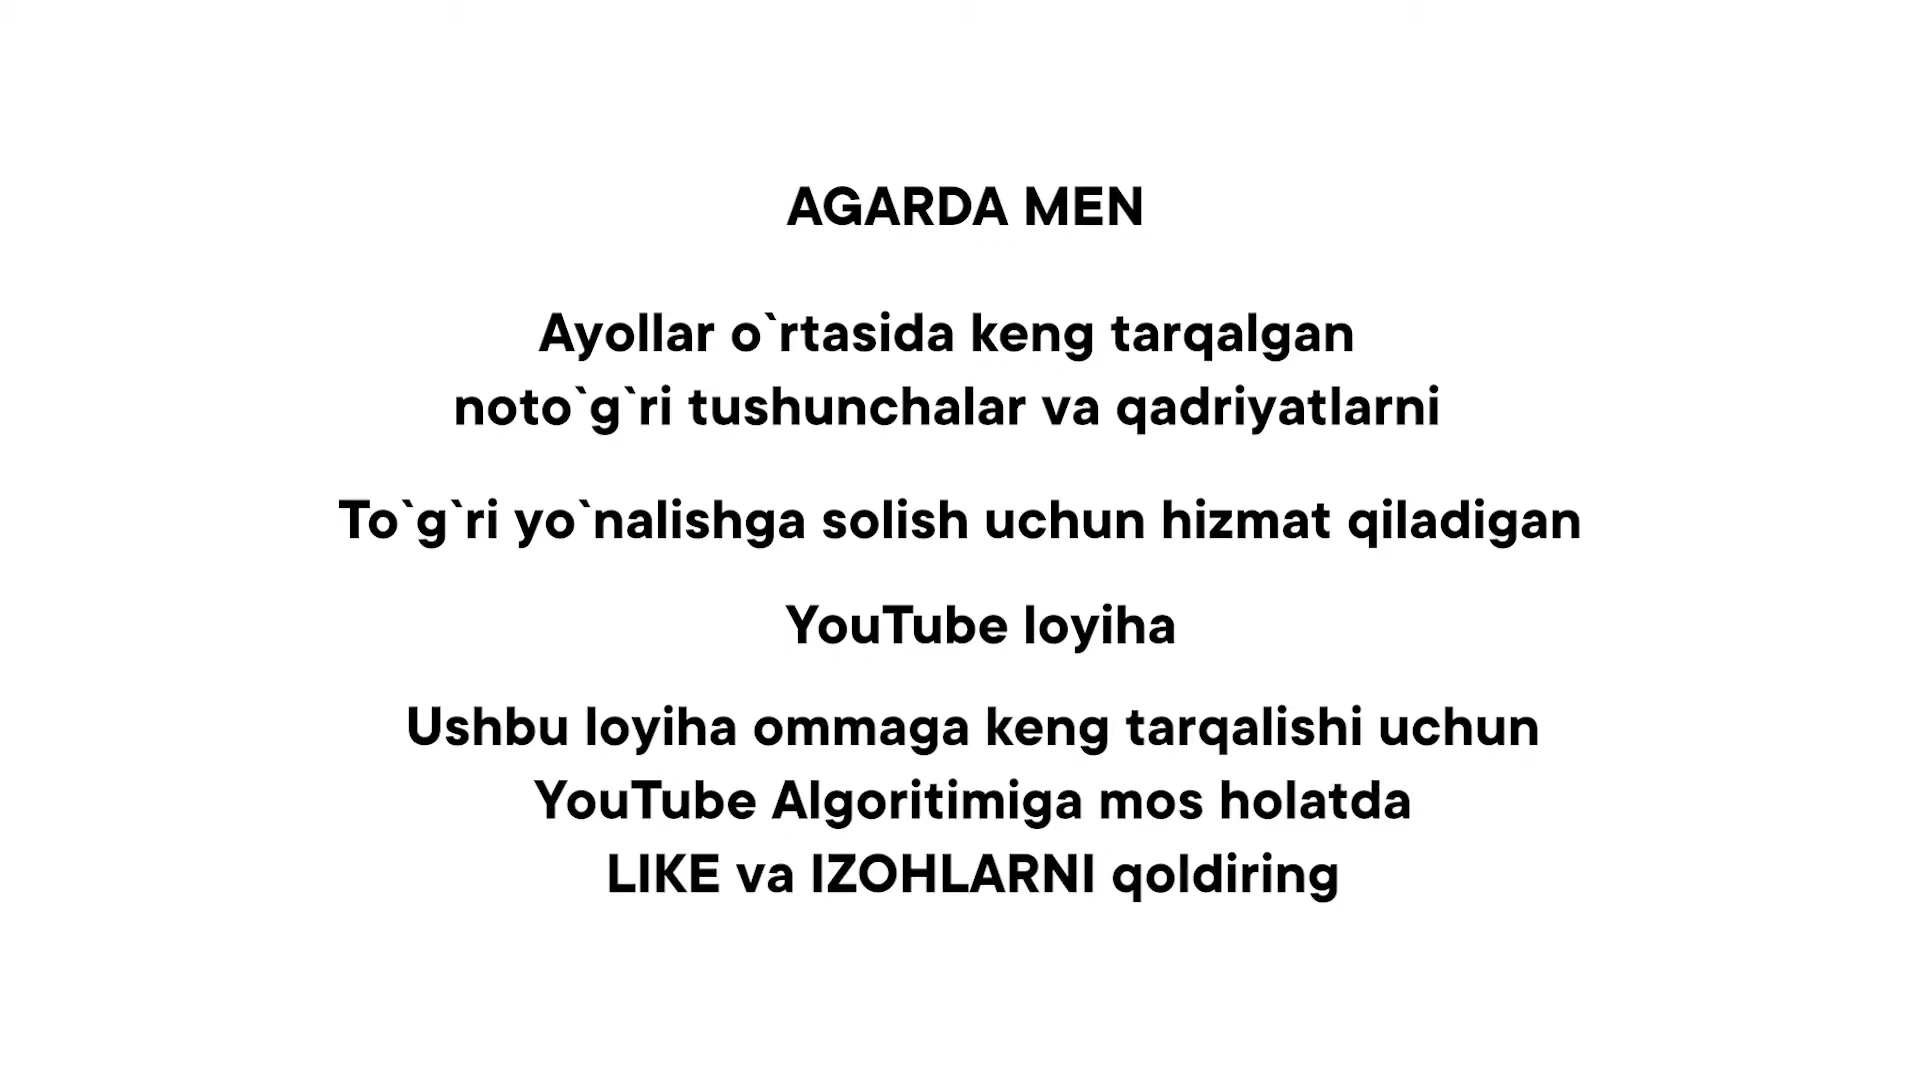 AGARDA MEN
Ayollar o`rtasida keng tarqalgan
noto`g`ri tushunchalar va qadriyatlarni
To`g`ri yo`nalishga solish uchun hizmat qiladigan
YouTube loyiha
Ushbu loyiha ommaga keng tarqalishi uchun
YouTube Algoritimiga mos holatda
LIKE va IZOHLARNI qoldiring